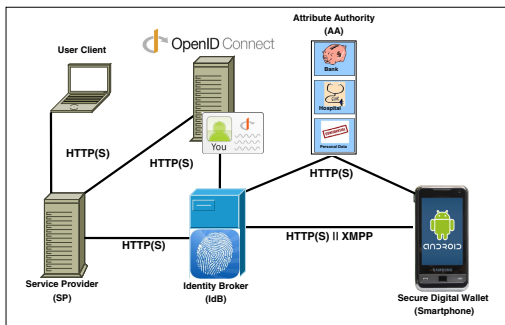 Attribute Authority
(AA)
OpenID Connect
User Client
Bank
Hospital
Personal Data
You
HTTP(S)
HTTP(S)
HTTP(S)
HTTP(S)
HTTP(S) || XMPP
ANDROID
SAMSUNG
Service Provider
(SP)
Identity Broker
(IdB)
Secure Digital Wallet
(Smartphone)